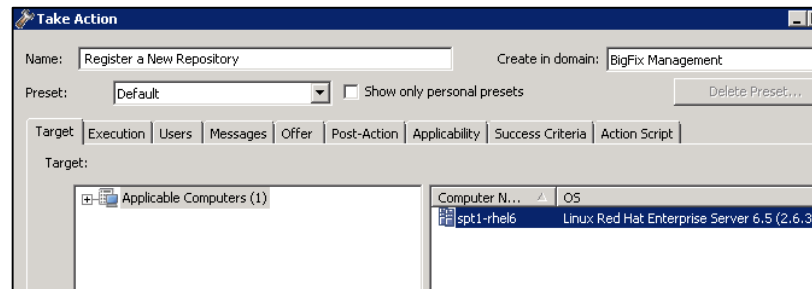 Take Action
Name: Register a New Repository Create in domain: BigFix Management
Preset: Default Show only personal presets Delete Preset...
Target Execution Users Messages Offer Post-Action Applicability Success Criteria Action Script
Target:
Applicable Computers (1) Computer N... OS
spt1-rhel6 Linux Red Hat Enterprise Server 6.5 (2.6.3